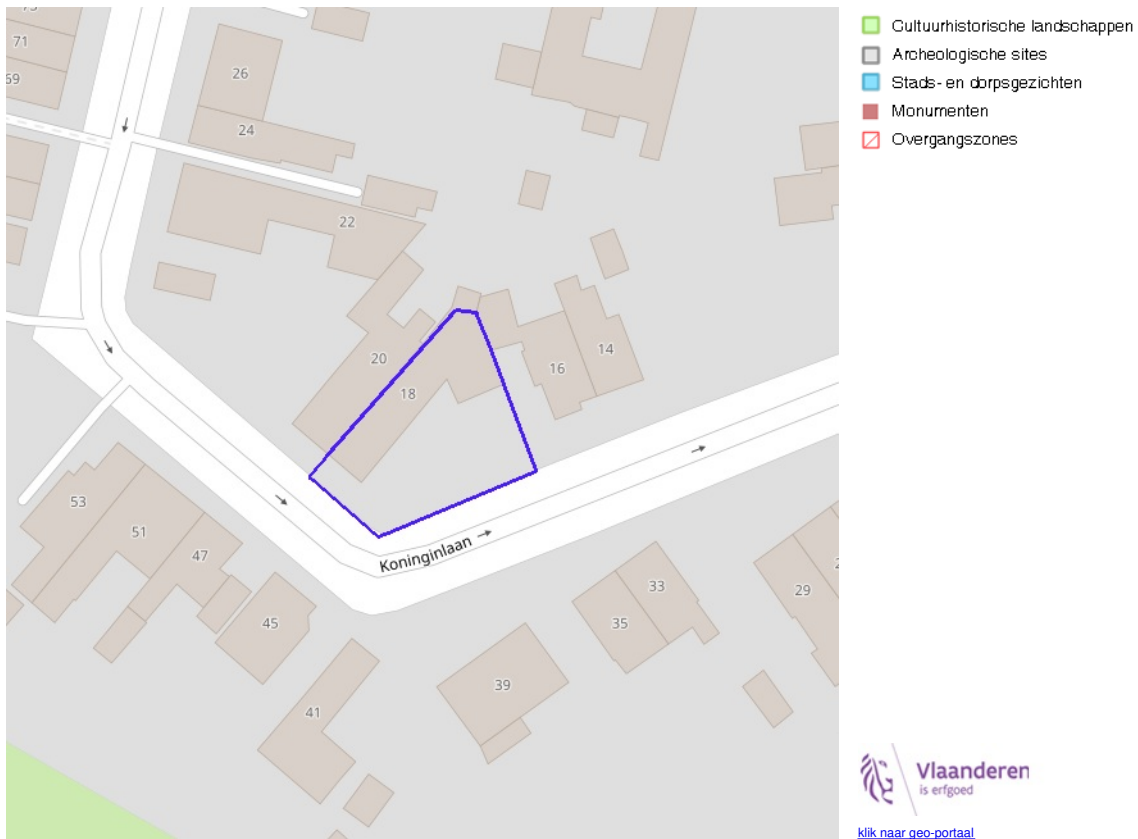 71
69
26
24
22
20
18
16
14
53
51
47
45
41
39
35
33
29
Koninginlaan
Cultuurhistorische landschappen
Archeologische sites
Stads- en dorpsgezichten
Monumenten
Overgangszones
Vlaanderen
is erfgoed
klik naar geo-portaal